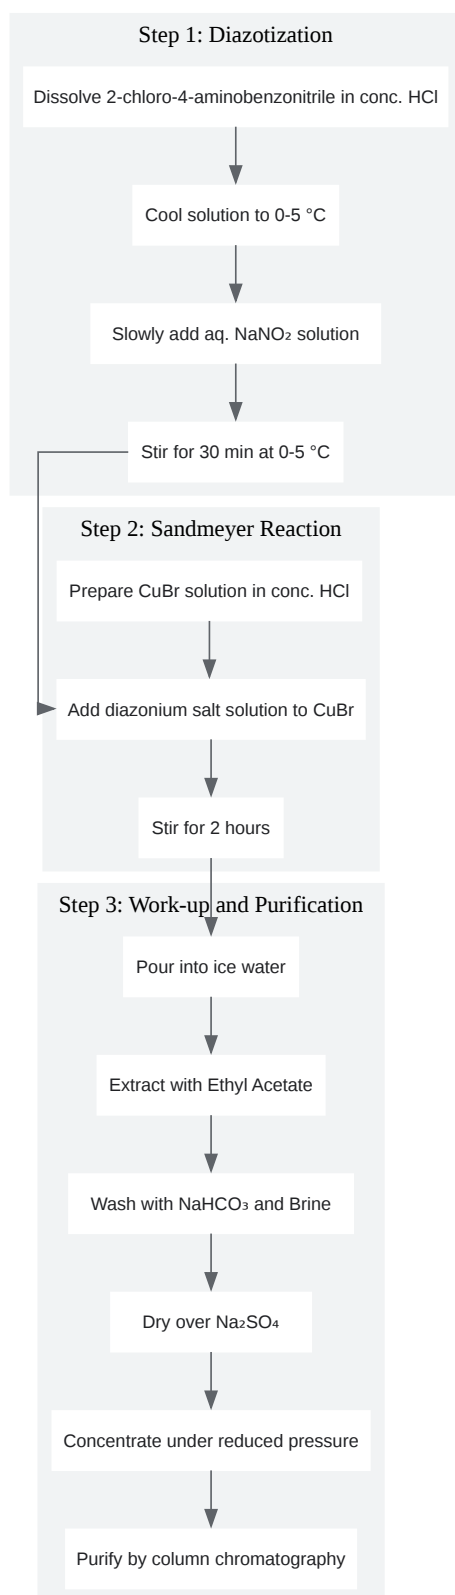 Step 1: Diazotization
Dissolve 2-chloro-4-aminobenzonitrile in conc. HCl
Cool solution to 0-5 °C
Slowly add aq. NaNO₂ solution
Stir for 30 min at 0-5 °C
Step 2: Sandmeyer Reaction
Prepare CuBr solution in conc. HCl
Add diazonium salt solution to CuBr
Stir for 2 hours
Step 3: Work-up and Purification
Pour into ice water
Extract with Ethyl Acetate
Wash with NaHCO₃ and Brine
Dry over Na₂SO₄
Concentrate under reduced pressure
Purify by column chromatography